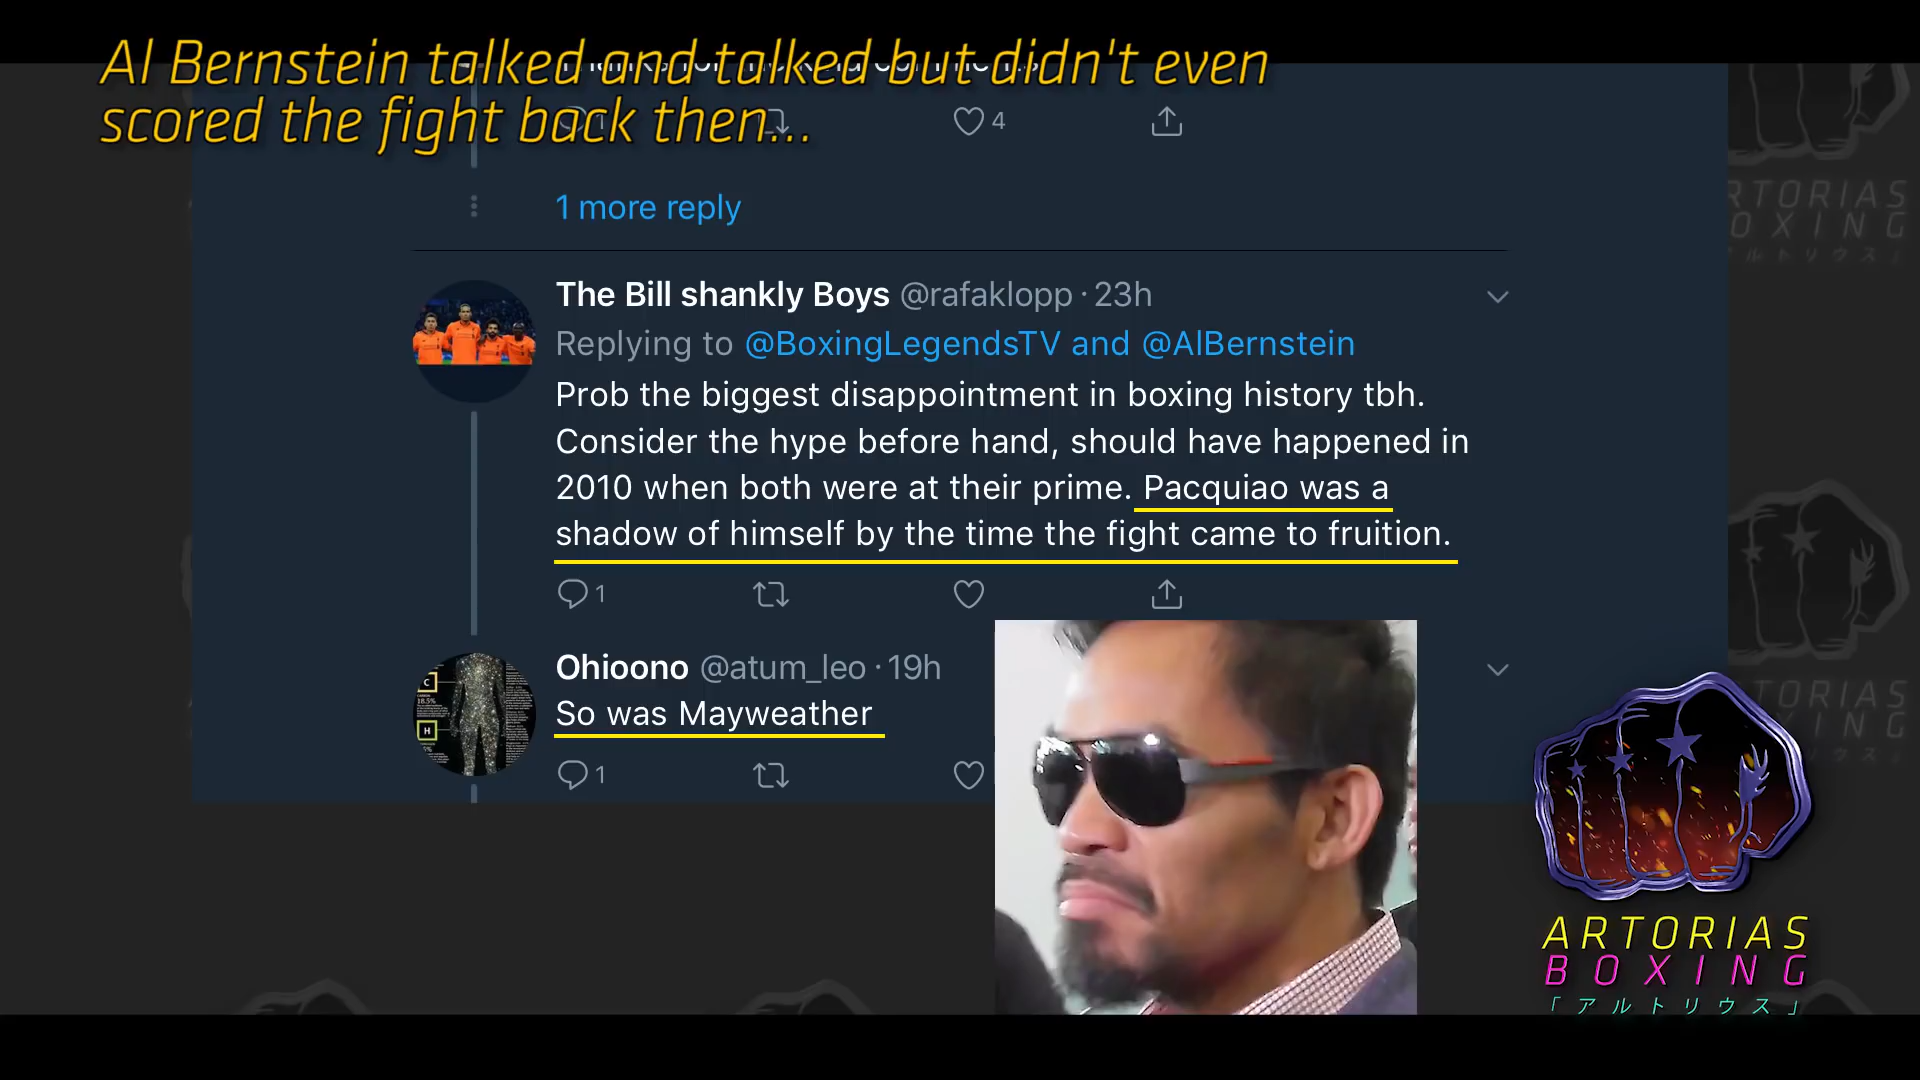 Al Bernstein talked and talked but didn't even
scored the fight back then...
1
4
1 more reply
The Bill shankly Boys @rafaklopp · 23h
Replying to @BoxingLegendsTV and @AlBernstein
Prob the biggest disappointment in boxing history tbh.
Consider the hype before hand, should have happened in
2010 when both were at their prime. Pacquiao was a
shadow of himself by the time the fight came to fruition.
1
Ohioono @atum_leo · 19h
So was Mayweather
1
C
18.5%
H
ARTORIAS
BOXING
「アルトリウス」